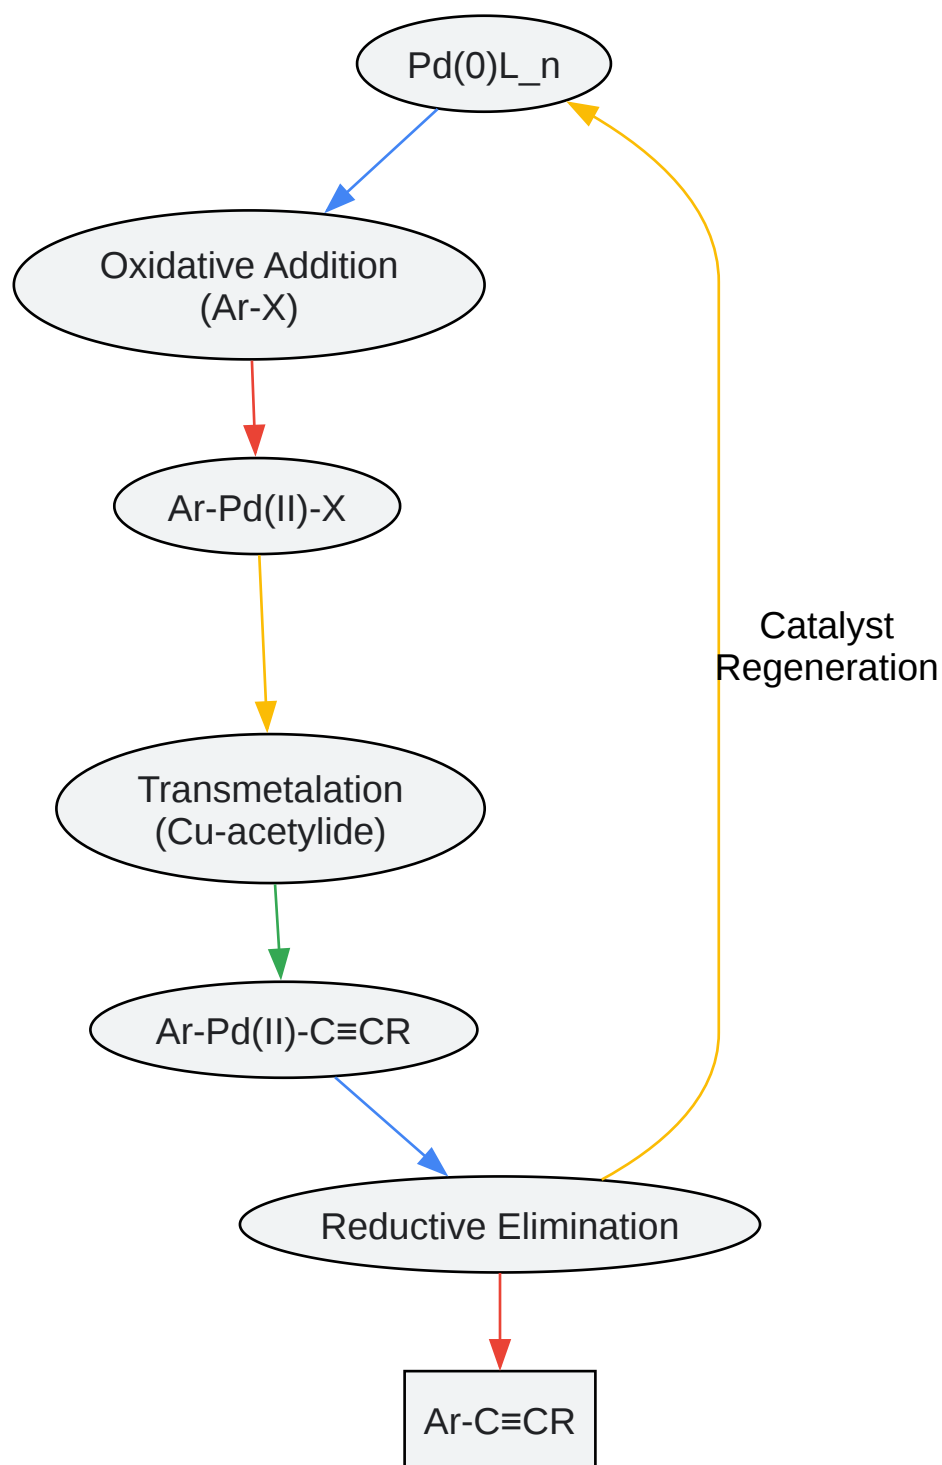 Pd(0)L_n
Oxidative Addition
(Ar-X)
Ar-Pd(II)-X
Catalyst
Regeneration
Transmetalation
(Cu-acetylide)
Ar-Pd(II)-C≡CR
Reductive Elimination
Ar-C≡CR